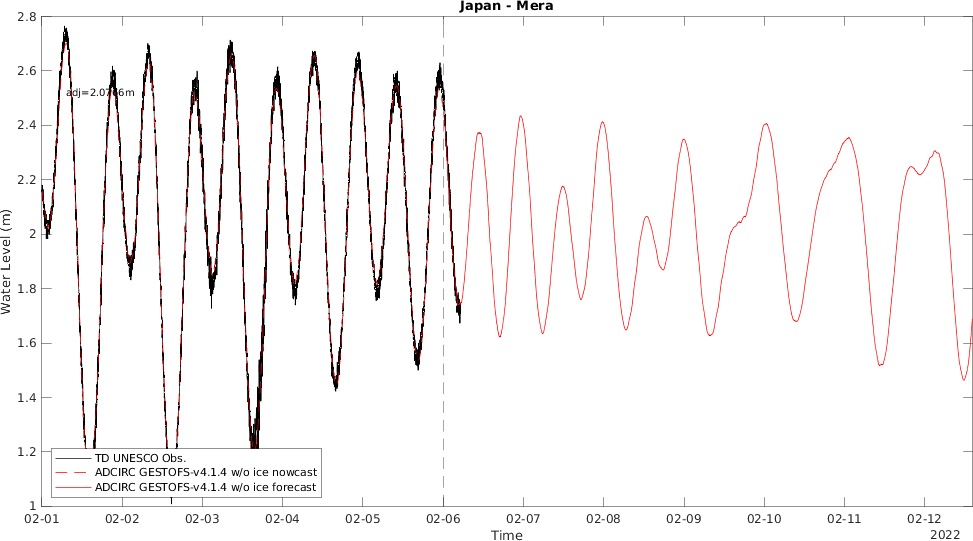 Japan - Mera
2.8
2.6
2.4
2.2
2
1.8
1.6
1.4
1.2
1
Water Level (m)
TD UNESCO Obs.
ADCIRC GESTOFS-v4.1.4 w/o ice nowcast
ADCIRC GESTOFS-v4.1.4 w/o ice forecast
02-01 02-02 02-03 02-04 02-05 02-06 02-07 02-08 02-09 02-10 02-11 02-12
Time
2022